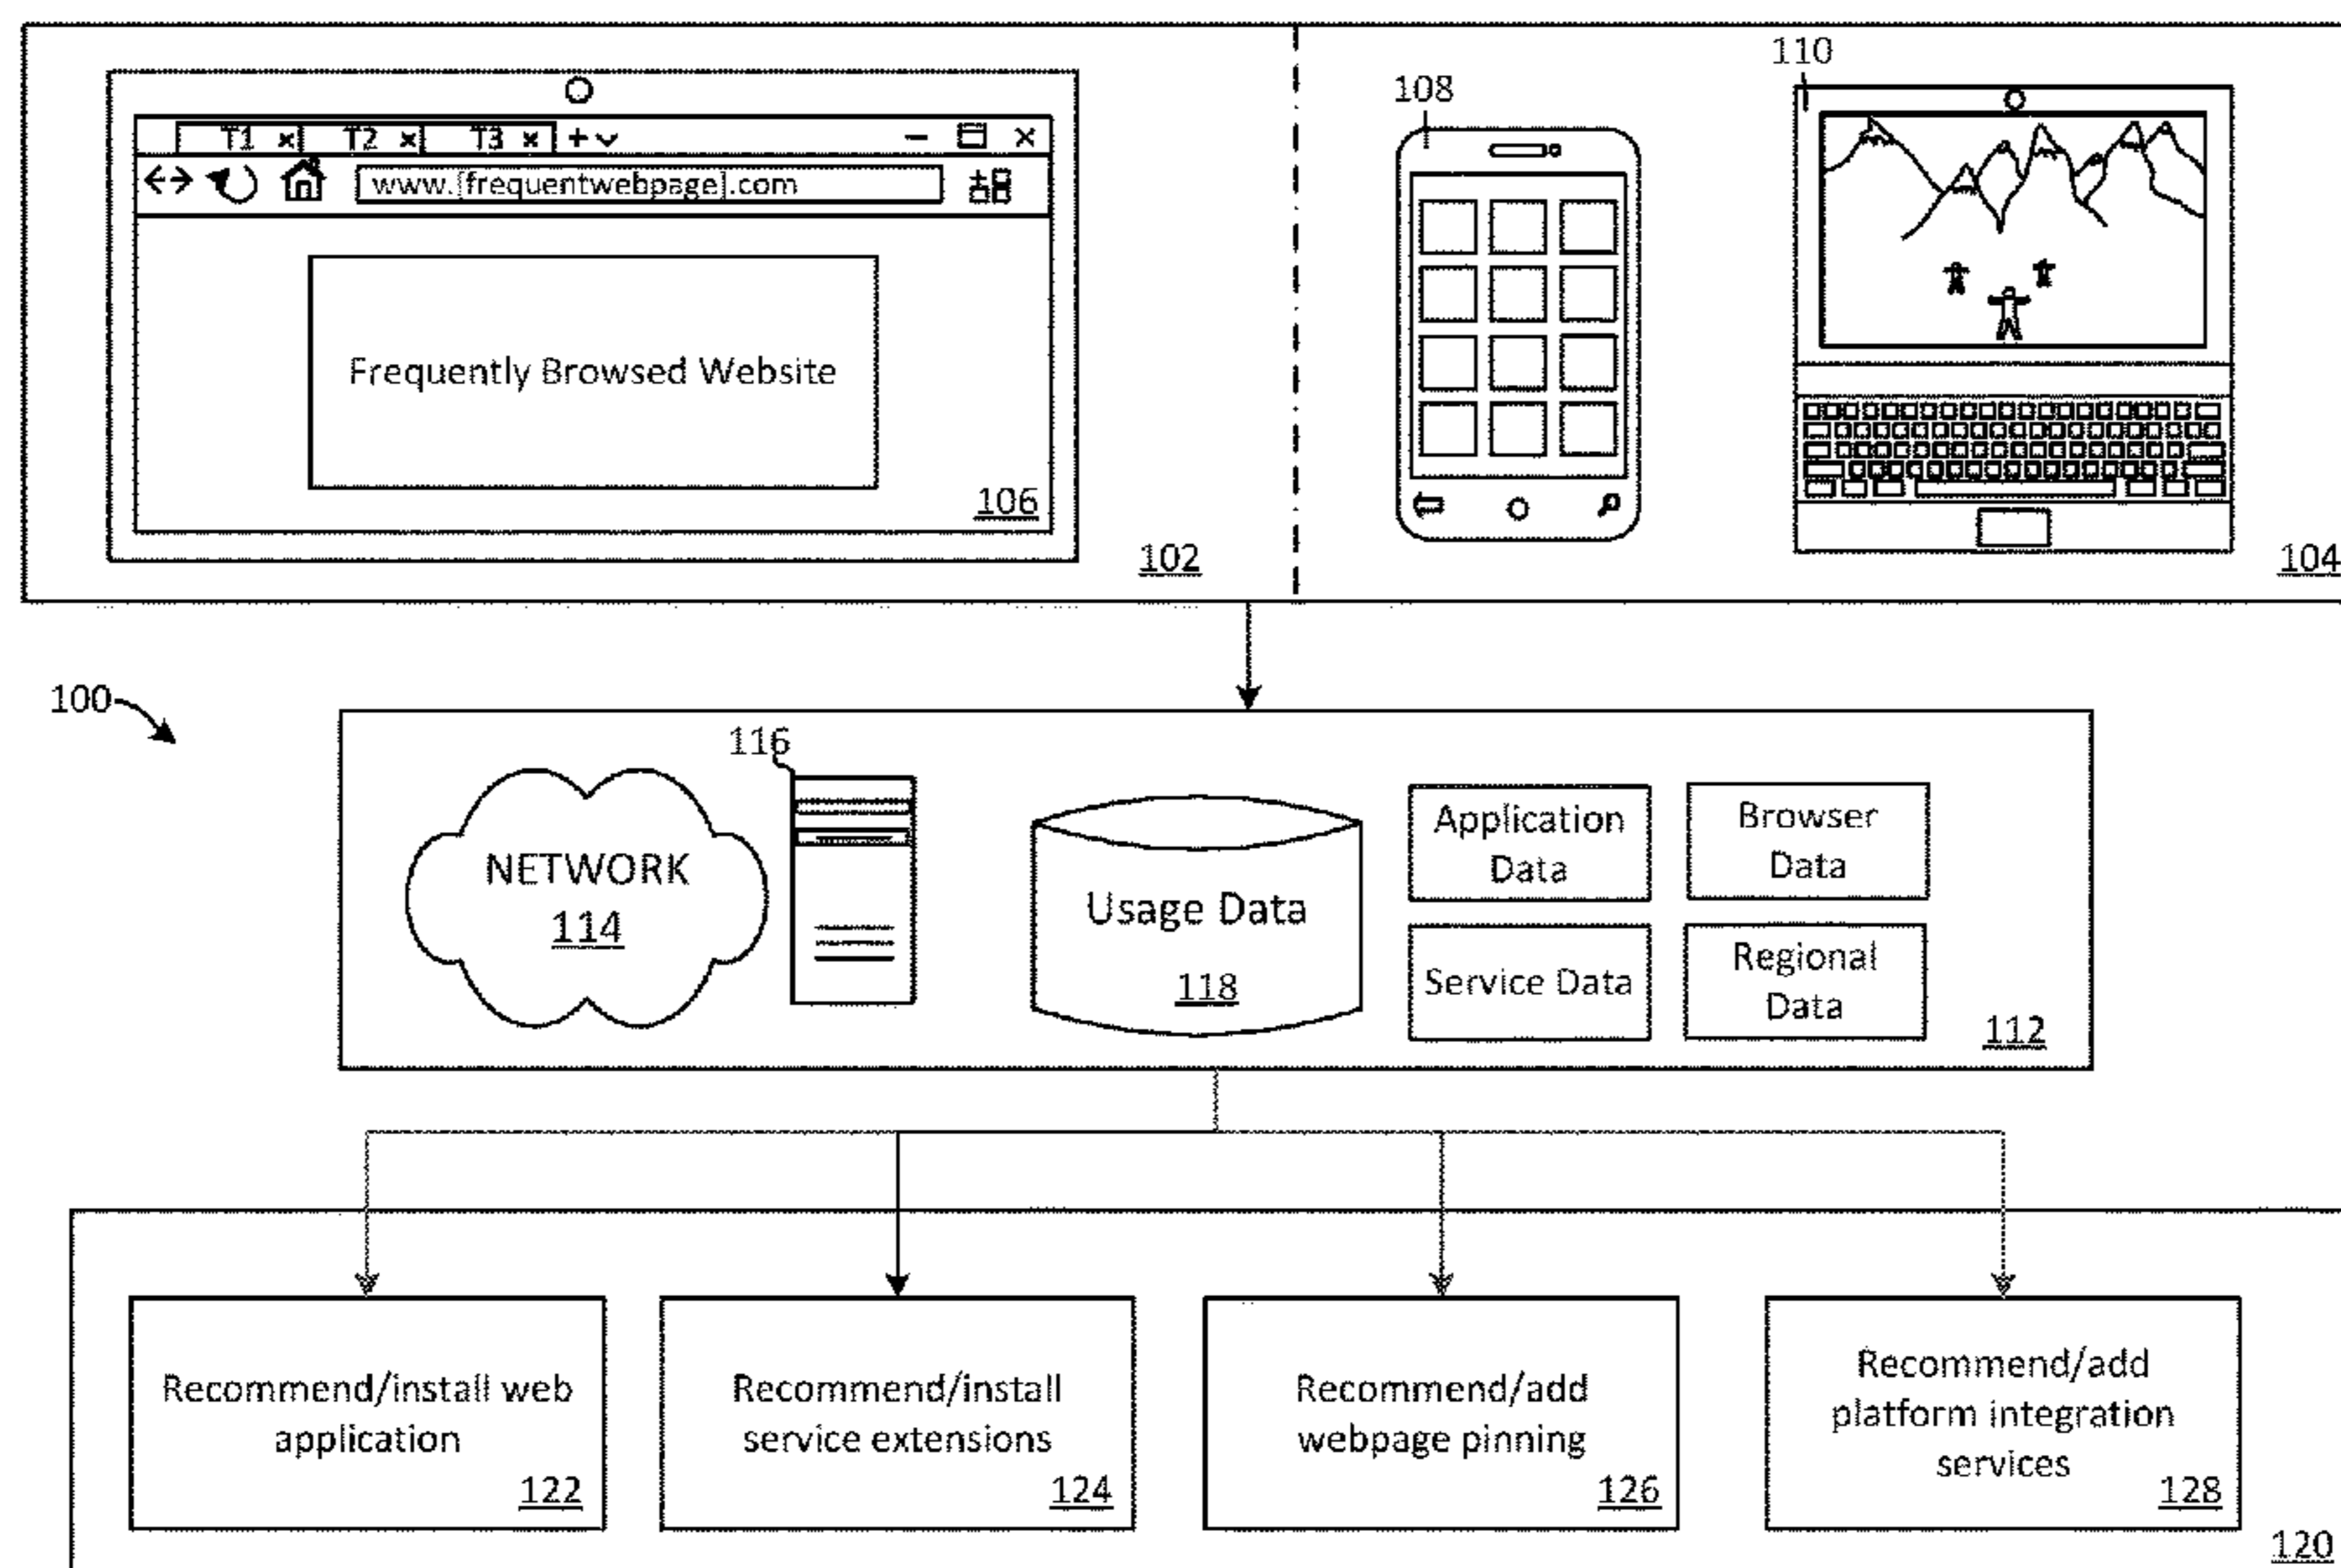 110
108
T1 x T2 x T3 x + − x
www.[frequentwebpage].com
Frequently Browsed Website
106
102
104
100
116
NETWORK
114
Usage Data
118
Application
Data
Browser
Data
Service Data
Regional
Data
112
Recommend/install web
application
122
Recommend/install
service extensions
124
Recommend/add
webpage pinning
126
Recommend/add
platform integration
services
128
120